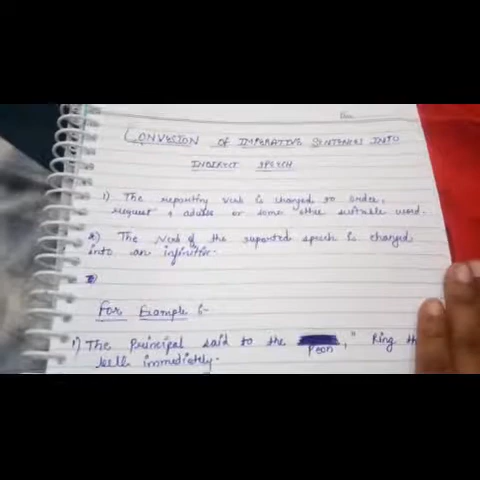 CONVESION OF IMPERATIVE SENTENCES INTO
INDIRECT SPEECH
1) The reporting verb is changed to order,
request, advise or some other suitable word.
2) The verb of the reported speech is changed
into an infinitive.
For Example :-
1) The Principal said to the Peon, " Ring the
bell immediately.